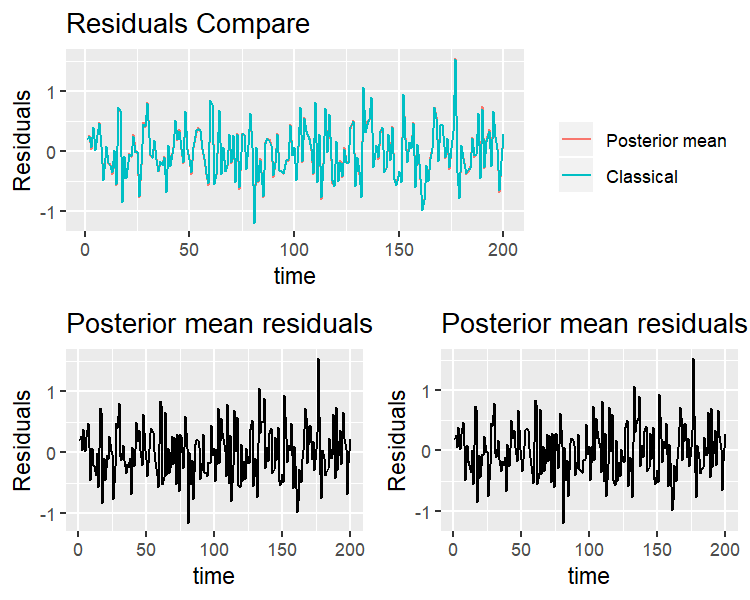 Residuals Compare
Residuals
1
0
-1
0 50 100 150 200
time
Posterior mean
Classical
Posterior mean residuals
Residuals
1
0
-1
0 50 100 150 200
time
Posterior mean residuals
Residuals
1
0
-1
0 50 100 150 200
time